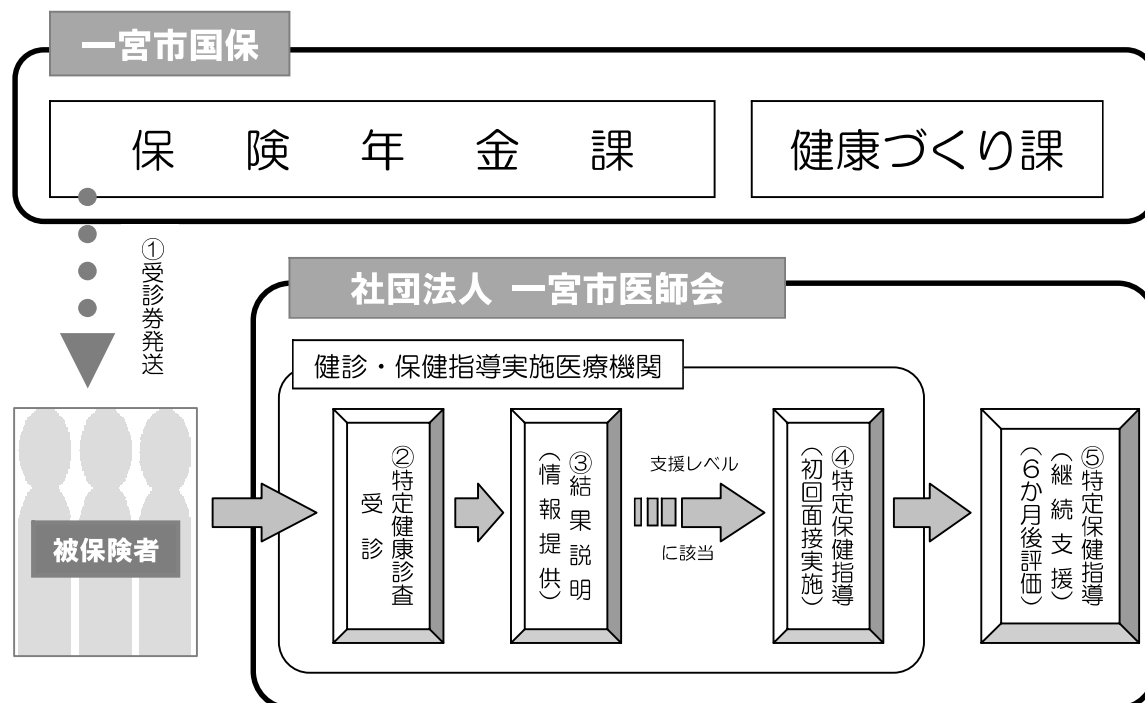 一宮市国保
保険年金課
健康づくり課
①受診券発送
社団法人 一宮市医師会
健診・保健指導実施医療機関
被保険者
②特定健康診査
受診
③結果説明
(情報提供)
支援レベル
に該当
④特定保健指導
(初回面接実施)
⑤特定保健指導
(継続支援)
(6か月後評価)